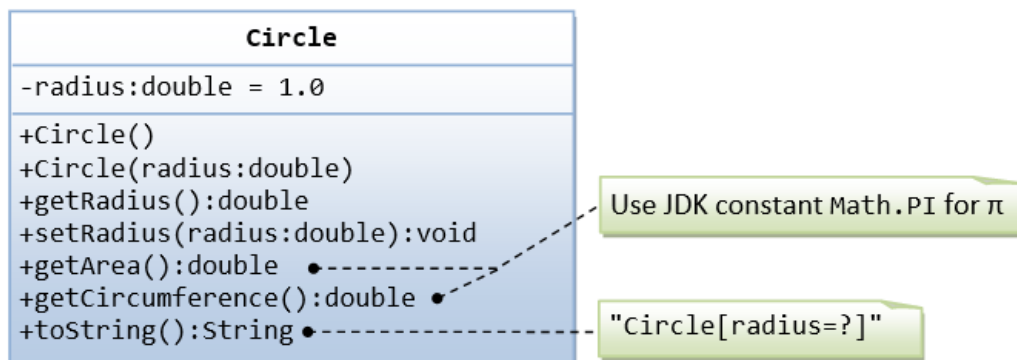 Circle
-radius:double = 1.0
+Circle()
+Circle(radius:double)
+getRadius():double
+setRadius(radius:double):void
+getArea():double
+getCircumference():double
+toString():String
Use JDK constant Math.PI for π
"Circle[radius=?]"